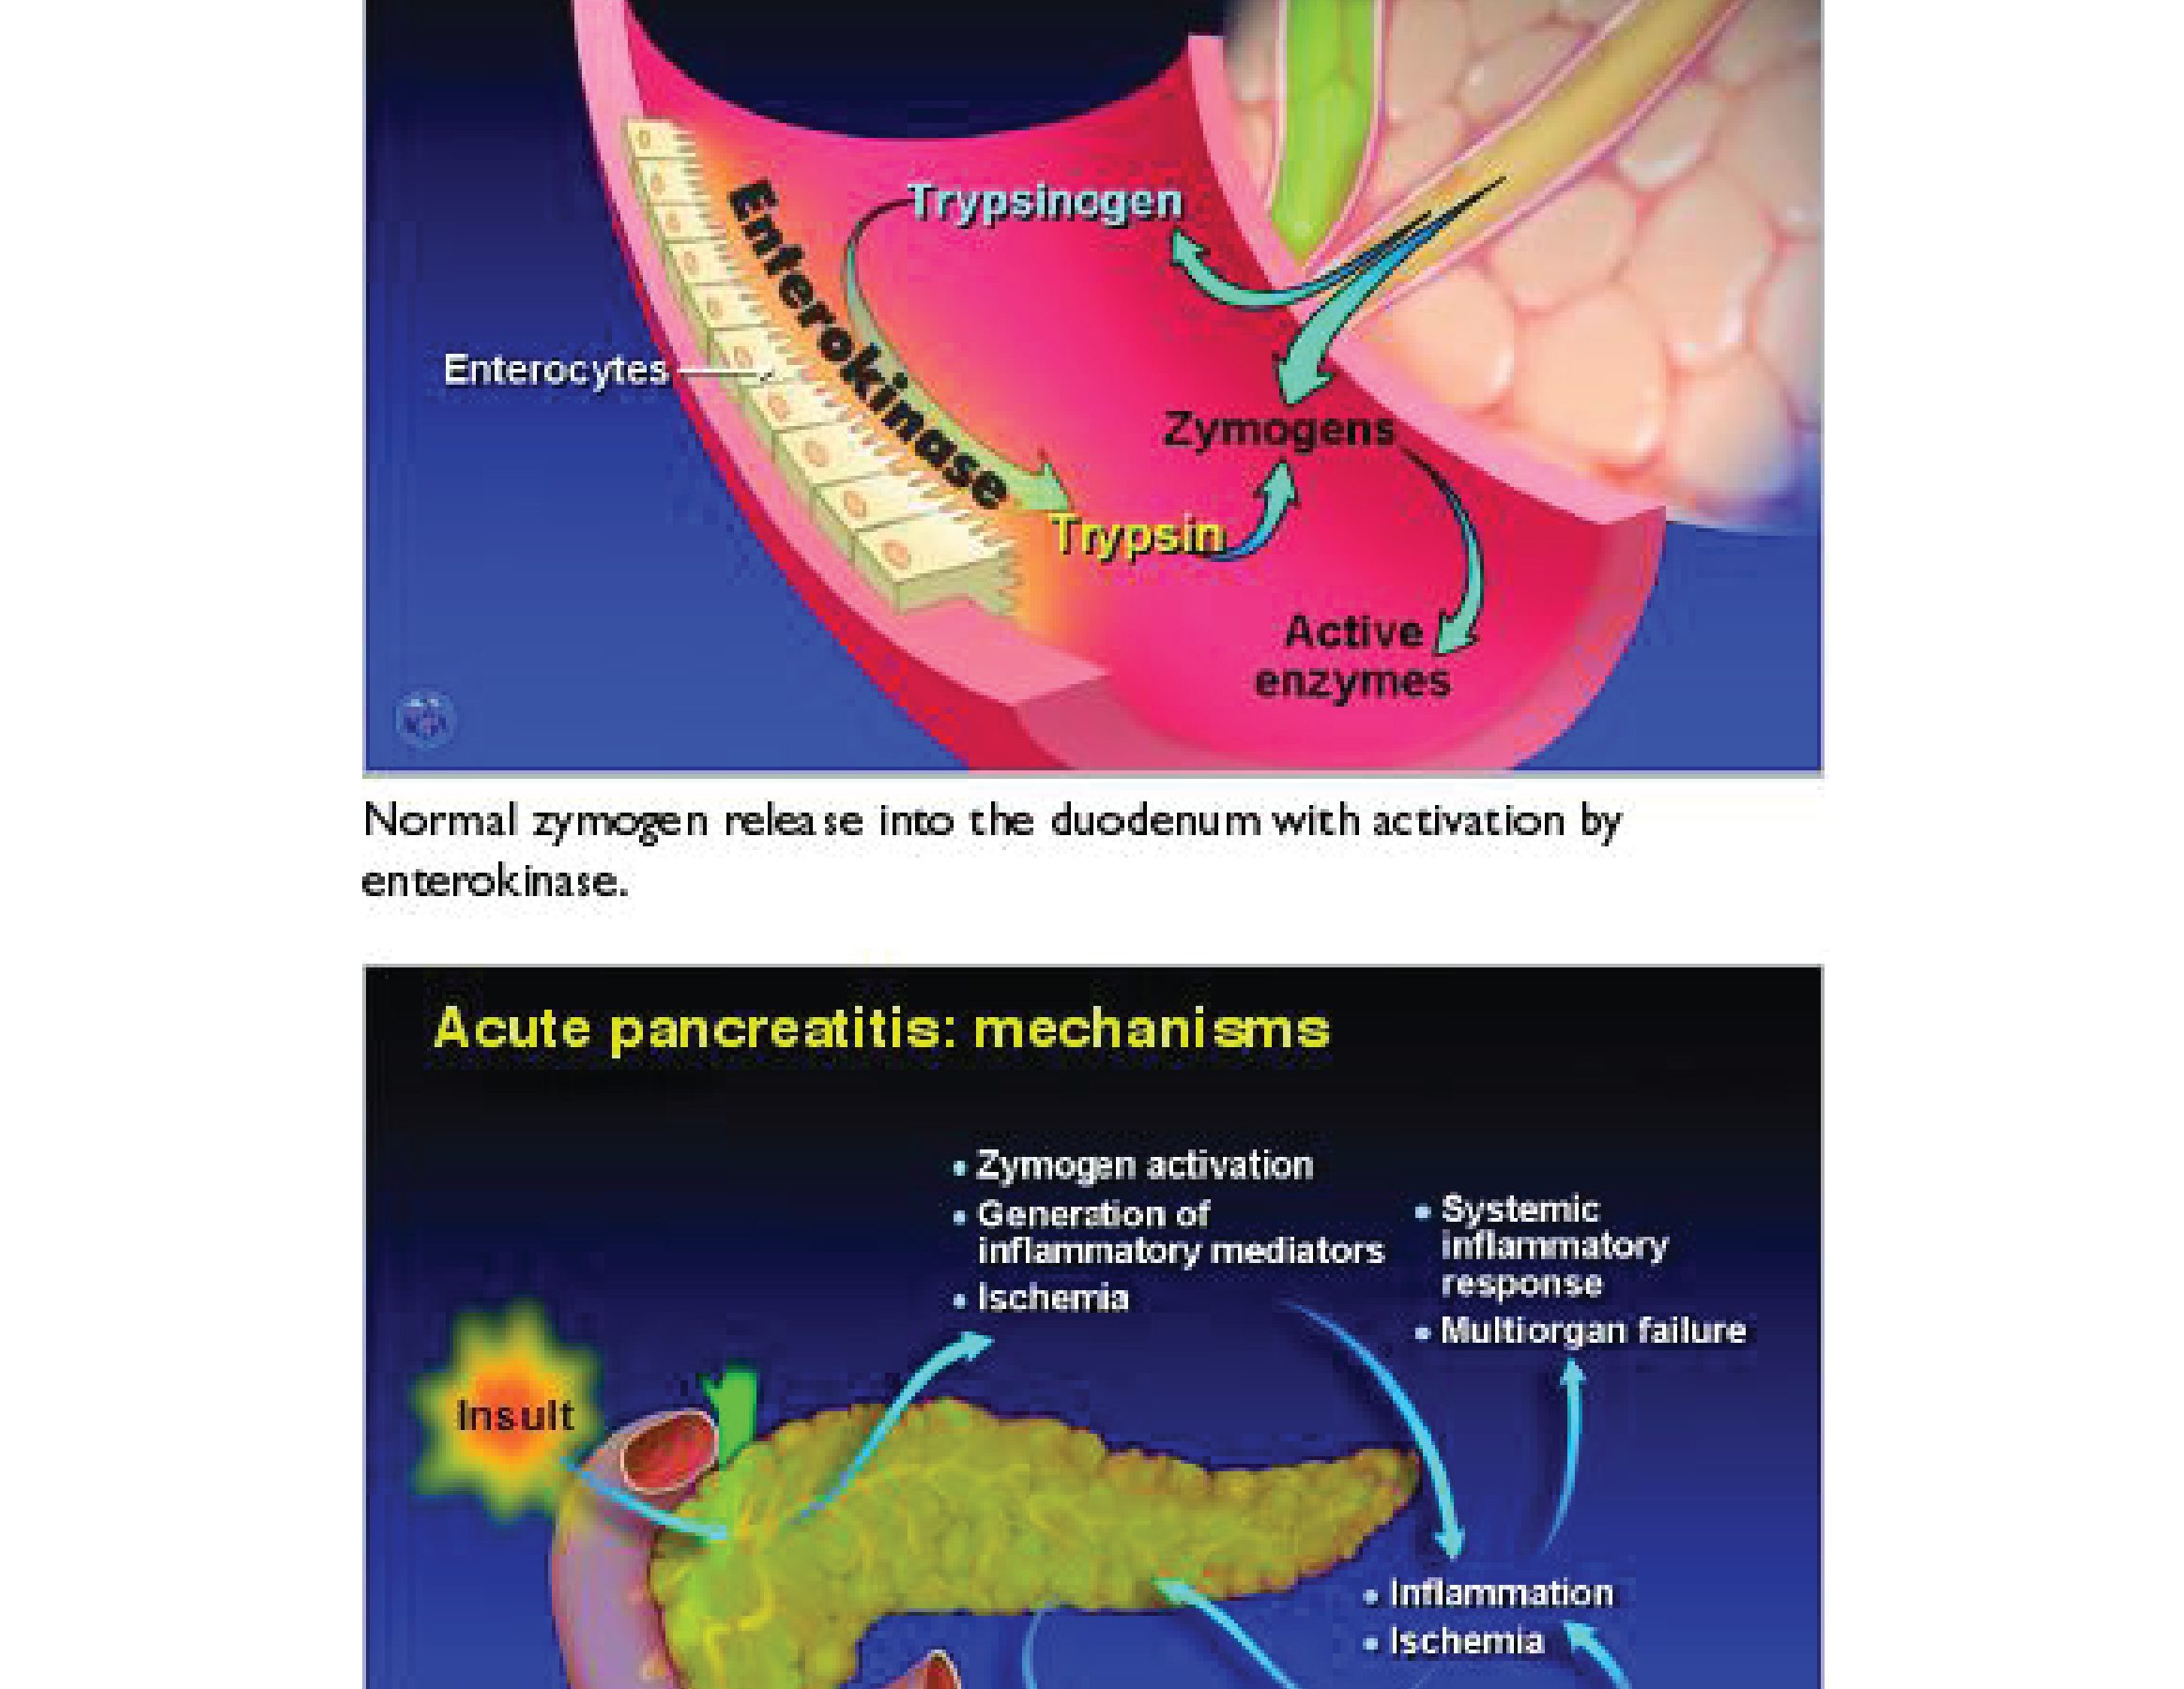 Trypsinogen
Enterokinase
Enterocytes
Zymogens
Trypsin
Active
enzymes
Normal zymogen release into the duodenum with activation by
enterokinase.
Acute pancreatitis: mechanisms
• Zymogen activation
• Generation of
inflammatory mediators
• Ischemia
• Systemic
inflammatory
response
• Multiorgan failure
Insult
• Inflammation
• Ischemia